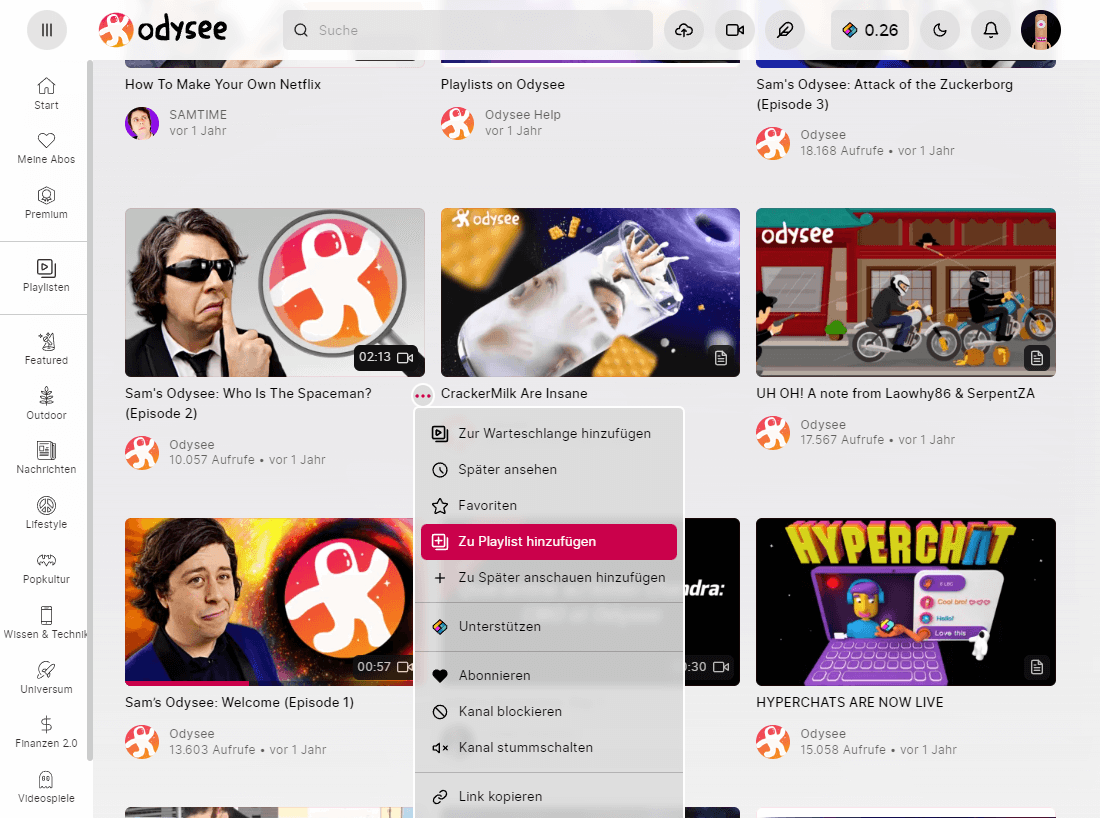 odysee
Suche
0.26
Start
Meine Abos
Premium
Playlisten
Featured
Outdoor
Nachrichten
Lifestyle
Popkultur
Wissen & Technik
Universum
Finanzen 2.0
Videospiele
How To Make Your Own Netflix
SAMTIME
vor 1 Jahr
Playlists on Odysee
Odysee Help
vor 1 Jahr
Sam's Odysee: Attack of the Zuckerborg
(Episode 3)
Odysee
18.168 Aufrufe • vor 1 Jahr
02:13
Sam's Odysee: Who Is The Spaceman?
(Episode 2)
Odysee
10.057 Aufrufe • vor 1 Jahr
odysee
CrackerMilk Are Insane
odysee
UH OH! A note from Laowhy86 & SerpentZA
Odysee
17.567 Aufrufe • vor 1 Jahr
Zur Warteschlange hinzufügen
Später ansehen
Favoriten
Zu Playlist hinzufügen
Zu Später anschauen hinzufügen
Unterstützen
Abonnieren
Kanal blockieren
Kanal stummschalten
Link kopieren
00:57
Sam's Odysee: Welcome (Episode 1)
Odysee
13.603 Aufrufe • vor 1 Jahr
dra:
:30
HYPERCHAT
Cool bro!
Hello!
Love this
HYPERCHATS ARE NOW LIVE
Odysee
15.058 Aufrufe • vor 1 Jahr